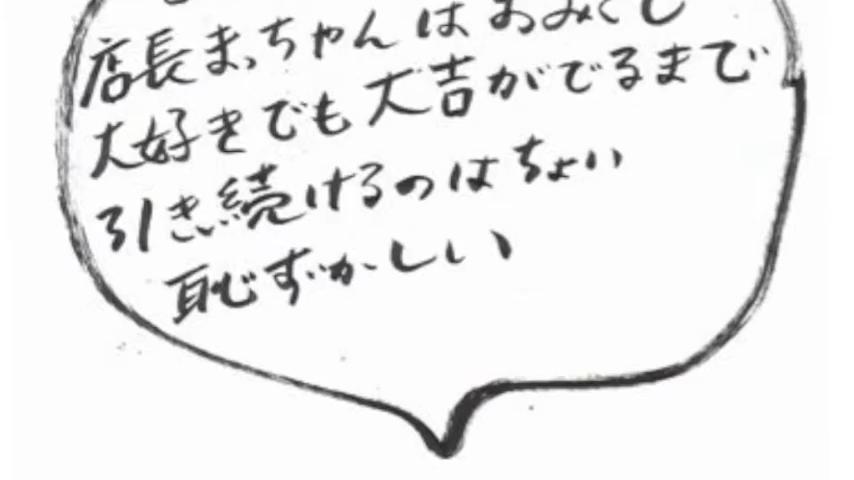 店長まっちゃんはおみくじ
大好きでも大吉がでるまで
引き続けるのはちょい
恥ずかしい